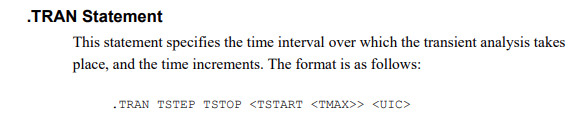 .TRAN Statement
This statement specifies the time interval over which the transient analysis takes
place, and the time increments. The format is as follows:
.TRAN TSTEP TSTOP <TSTART <TMAX>> <UIC>